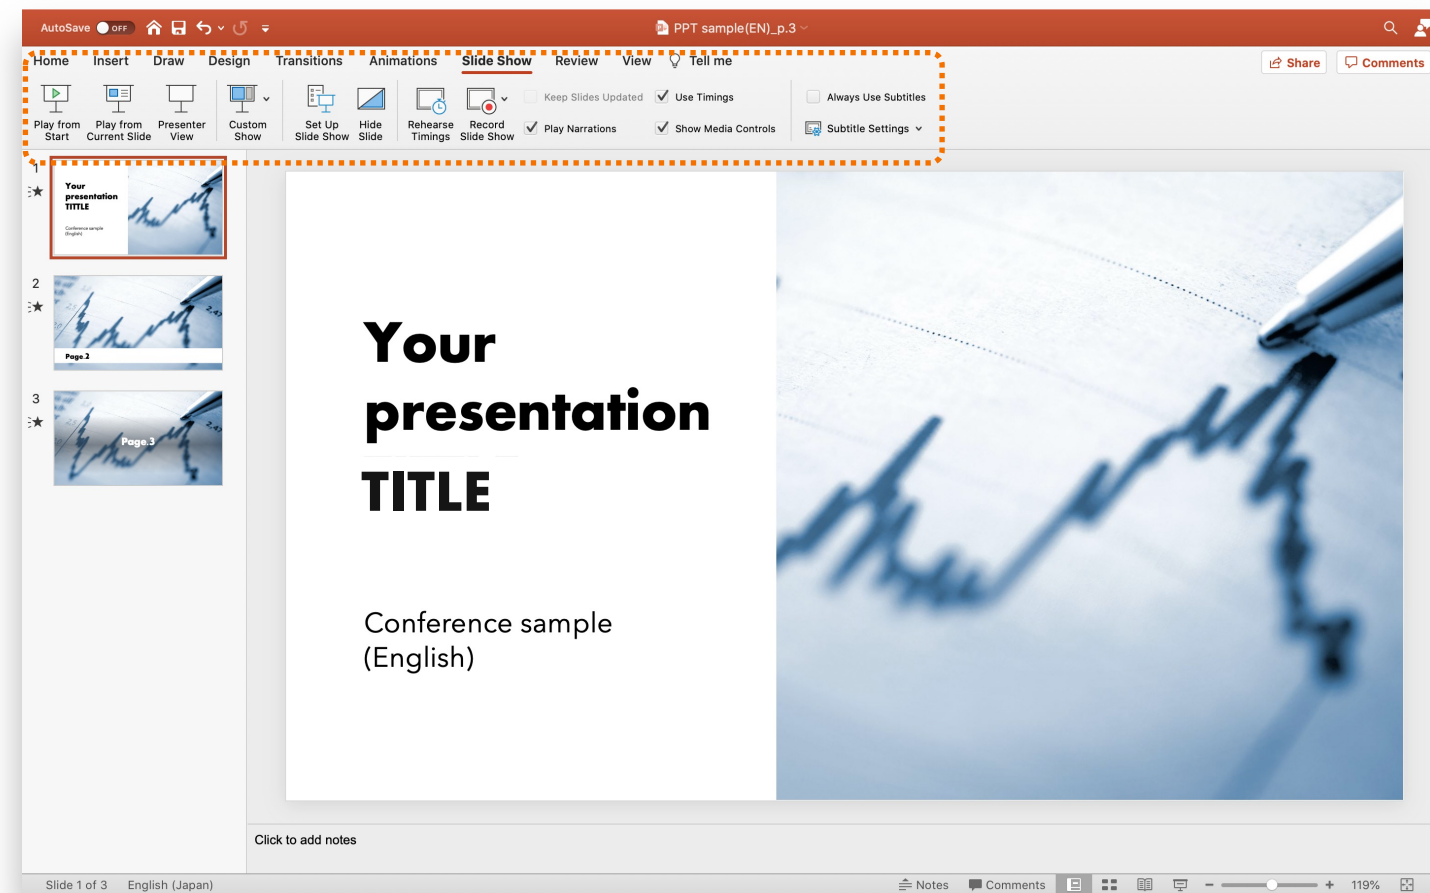 AutoSave OFF PPT sample(EN)_p.3
Home Insert Draw Design Transitions Animations Slide Show Review View Tell me Share Comments
Keep Slides Updated Use Timings Always Use Subtitles
Play from Start
Play from Current Slide
Presenter View
Custom Show
Set Up Slide Show
Hide Slide
Rehearse Timings
Record Slide Show
Play Narrations Show Media Controls Subtitle Settings
1
Your
presentation
TITTLE
Conference sample
(English)
2
Page.2
3
Page.3
Your
presentation
TITLE
Conference sample
(English)
Click to add notes
Slide 1 of 3 English (Japan) Notes Comments 119%